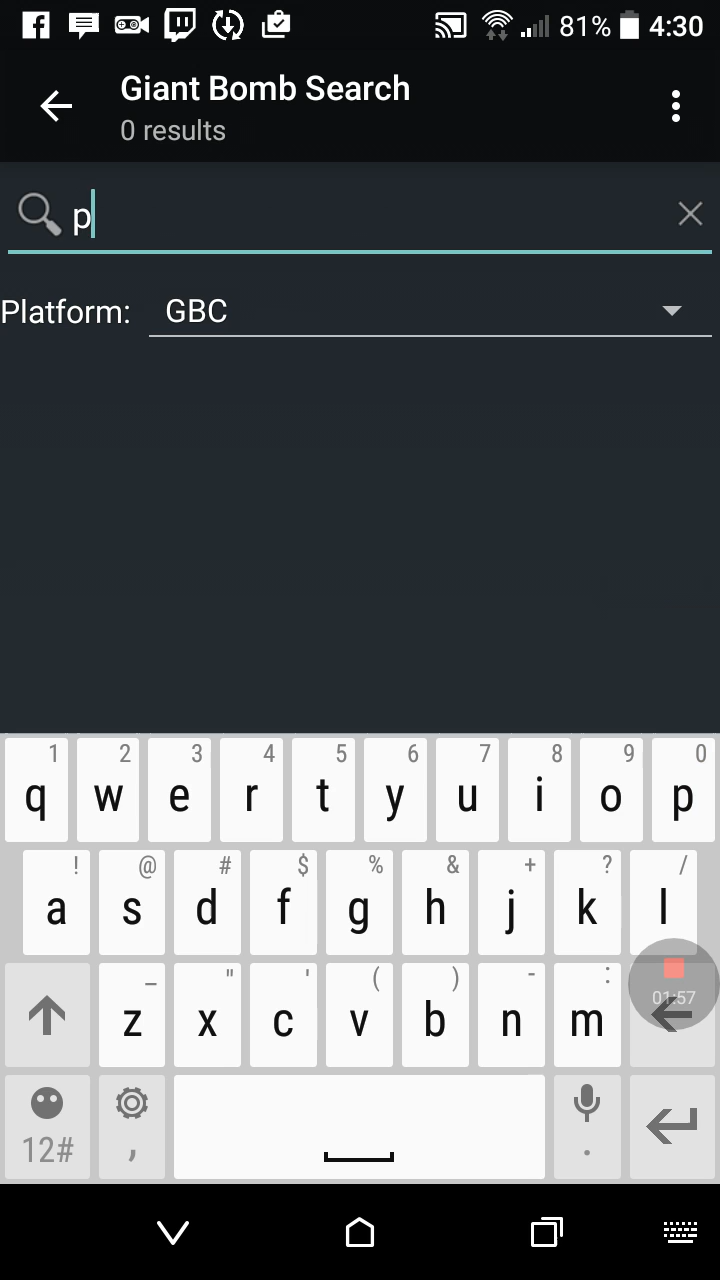 81% 4:30
Giant Bomb Search
0 results
p
Platform: GBC
1 2 3 4 5 6 7 8 9 0
q w e r t y u i o p
! @ # $ % & + ? /
a s d f g h j k l
_ " ' ( ) - :
z x c v b n m
01:57
12# , .